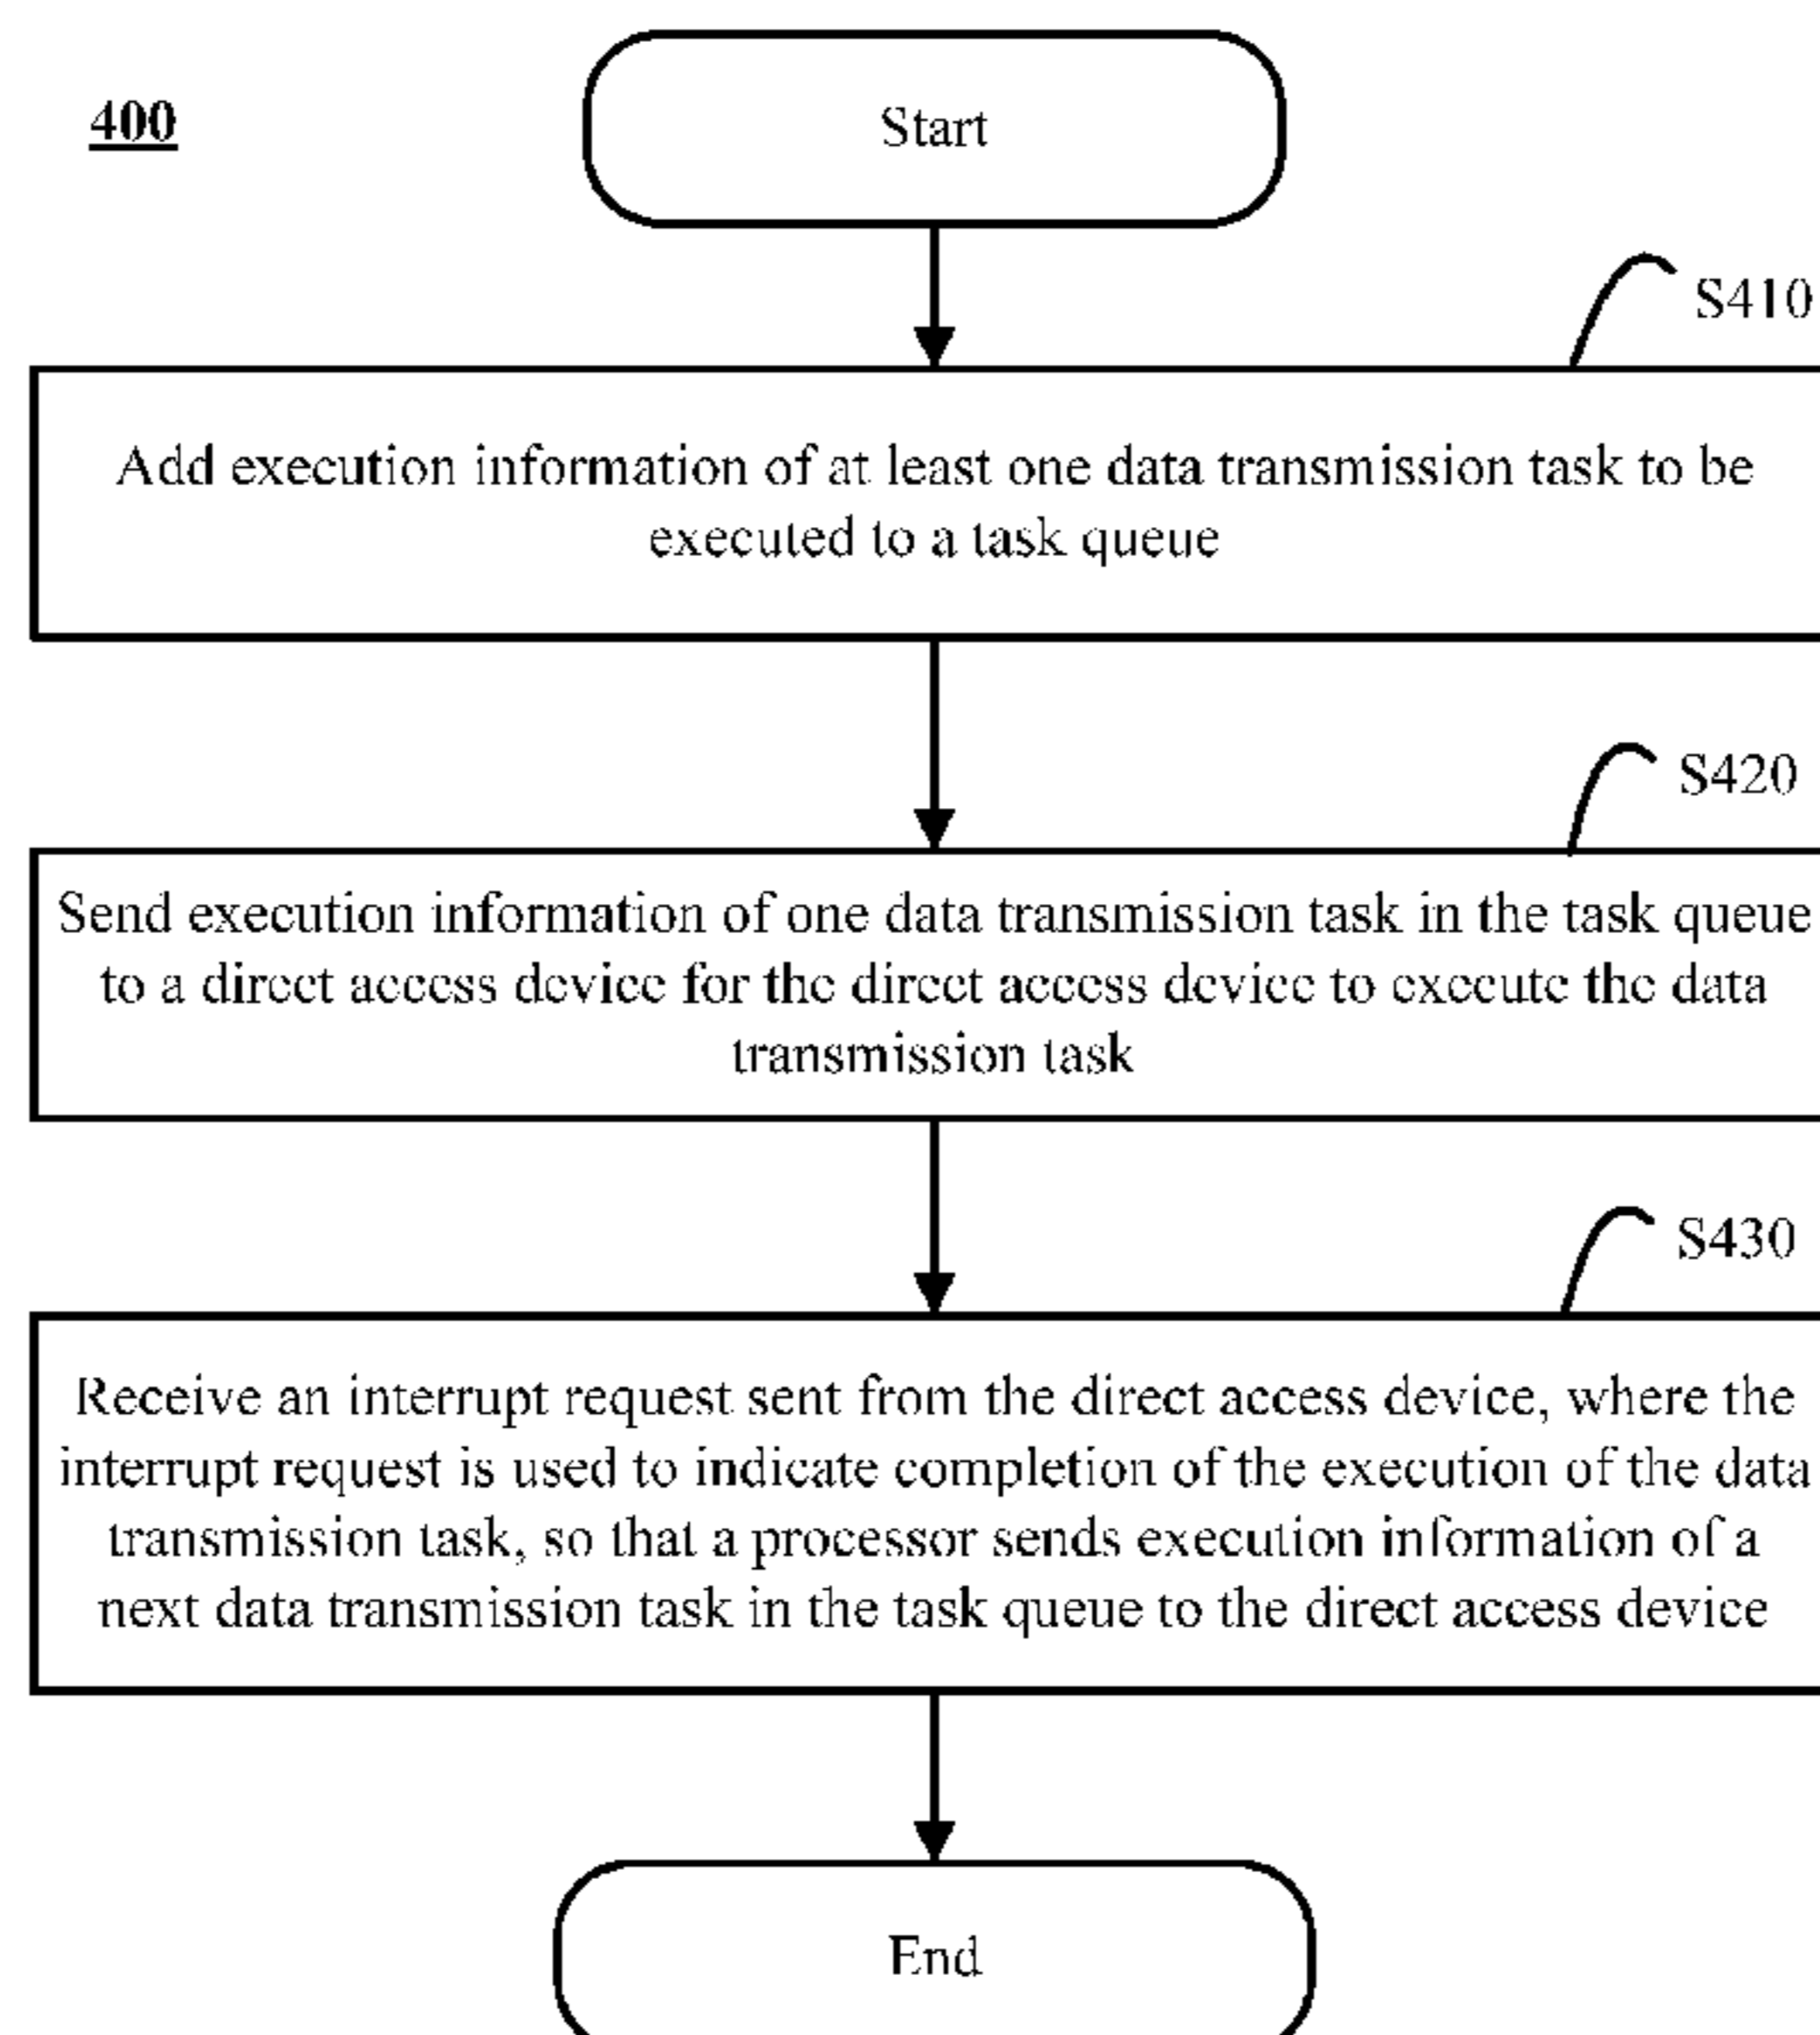 400
Start
S410
Add execution information of at least one data transmission task to be
executed to a task queue
S420
Send execution information of one data transmission task in the task queue
to a direct access device for the direct access device to execute the data
transmission task
S430
Receive an interrupt request sent from the direct access device, where the
interrupt request is used to indicate completion of the execution of the data
transmission task, so that a processor sends execution information of a
next data transmission task in the task queue to the direct access device
End